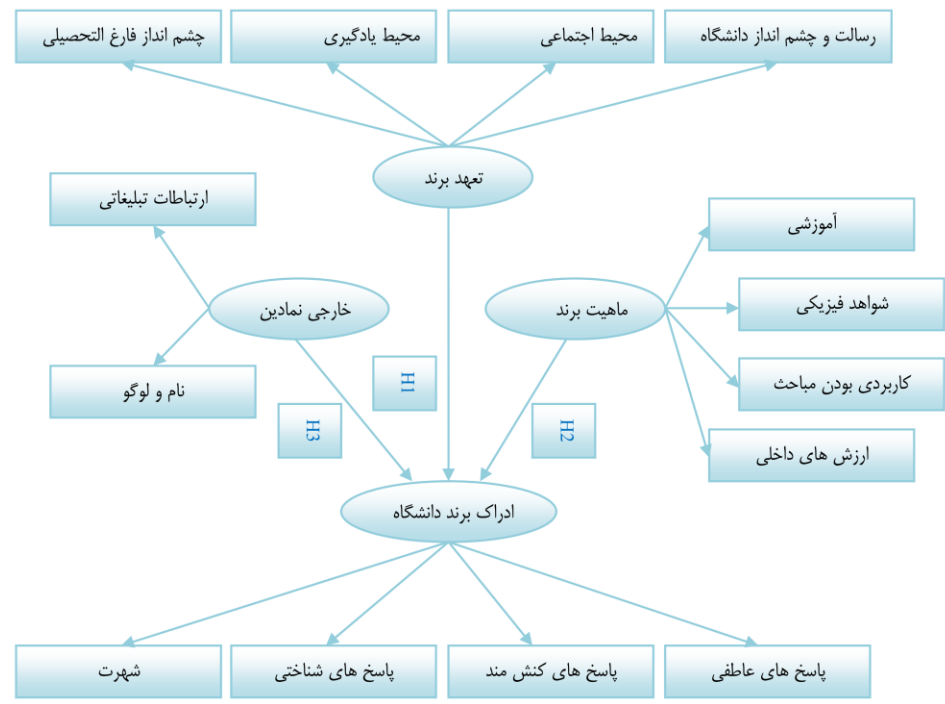 رسالت و چشم انداز دانشگاه
محیط اجتماعی
محیط یادگیری
چشم انداز فارغ التحصیلی
تعهد برند
ارتباطات تبلیغاتی
آموزشی
شواهد فیزیکی
ماهیت برند
خارجی نمادین
کاربردی بودن مباحث
نام و لوگو
H1
H2
H3
ارزش های داخلی
ادراک برند دانشگاه
پاسخ های عاطفی
پاسخ های کنش مند
پاسخ های شناختی
شهرت